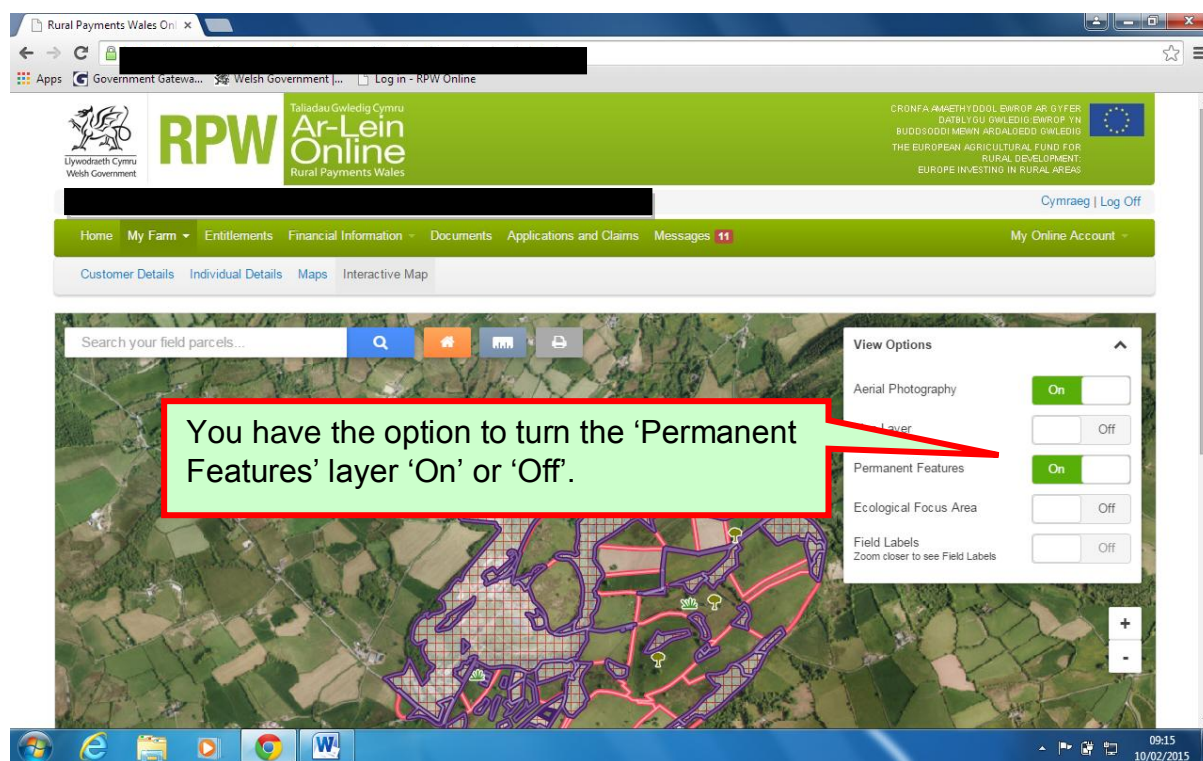 Rural Payments Wales Onl
Apps Government Gatewa... Welsh Government |... Log in - RPW Online
Llywodraeth Cymru
Welsh Government
RPW
Taliadau Gwledig Cymru
Ar-Lein
Online
Rural Payments Wales
CRONFA AMAETHYDDOL EWROP AR GYFER
DATBLYGU GWLEDIG:EWROP YN
BUDDSODDI MEWN ARDALOEDD GWLEDIG
THE EUROPEAN AGRICULTURAL FUND FOR
RURAL DEVELOPMENT:
EUROPE INVESTING IN RURAL AREAS
Cymraeg | Log Off
Home My Farm Entitlements Financial Information Documents Applications and Claims Messages 11 My Online Account
Customer Details Individual Details Maps Interactive Map
Search your field parcels...
View Options
Aerial Photography On
Layer Off
Permanent Features On
Ecological Focus Area Off
Field Labels Off
Zoom closer to see Field Labels
You have the option to turn the ‘Permanent
Features’ layer ‘On’ or ‘Off’.
+
-
09:15
10/02/2015